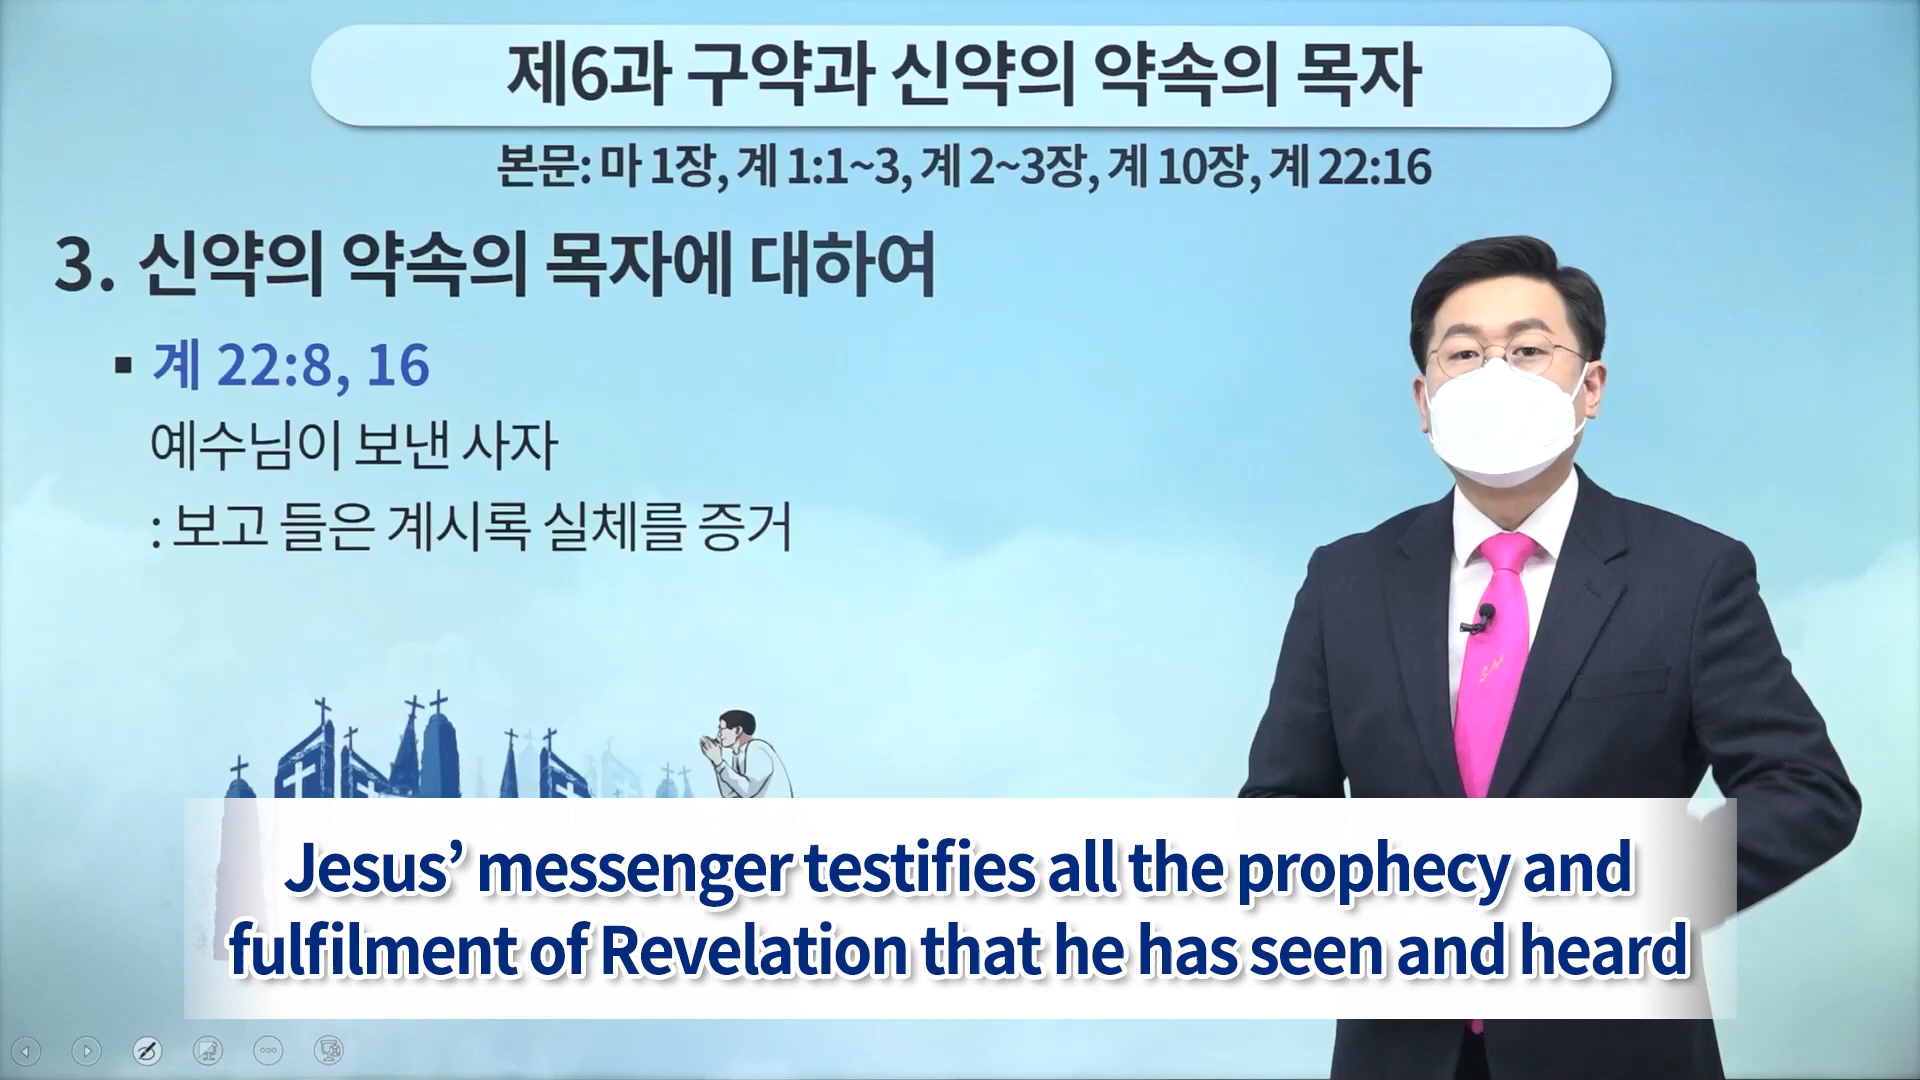 제6과 구약과 신약의 약속의 목자
본문: 마 1장, 계 1:1~3, 계 2~3장, 계 10장, 계 22:16
3. 신약의 약속의 목자에 대하여
▪ 계 22:8, 16
예수님이 보낸 사자
: 보고 들은 계시록 실체를 증거
Jesus’ messenger testifies all the prophecy and
fulfilment of Revelation that he has seen and heard